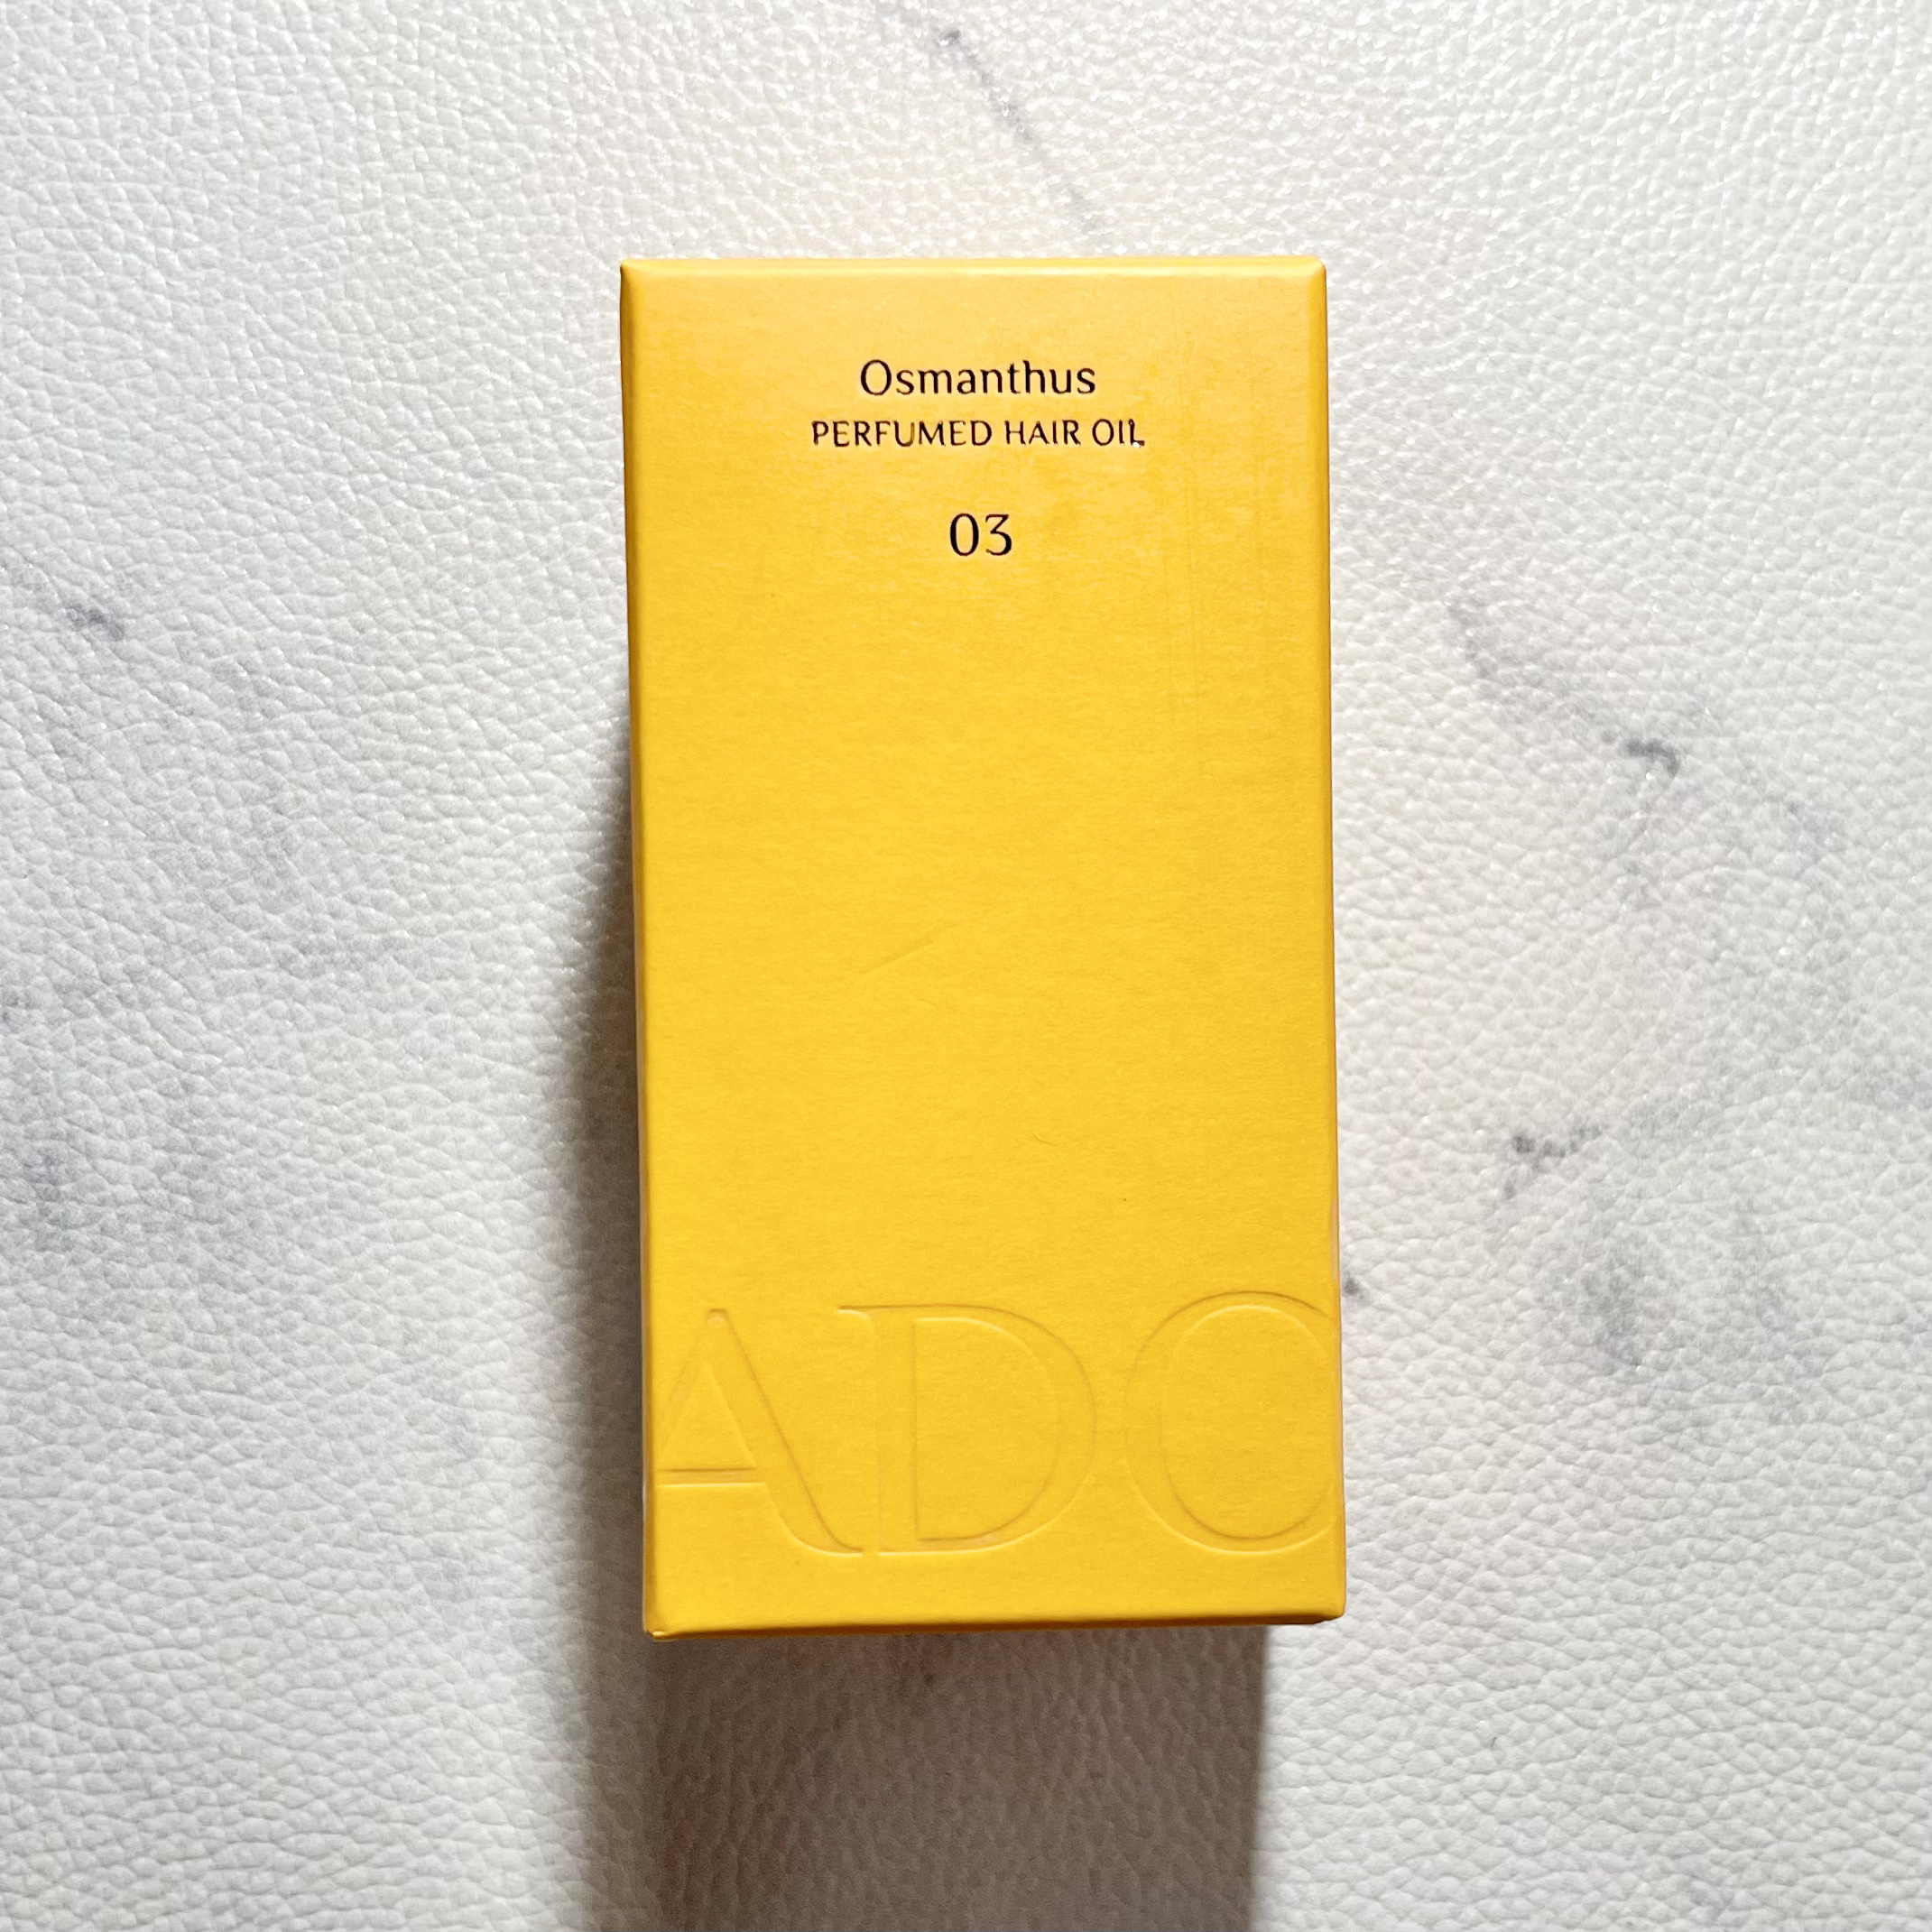 Osmanthus
PERFUMED HAIR OIL
03
ADO